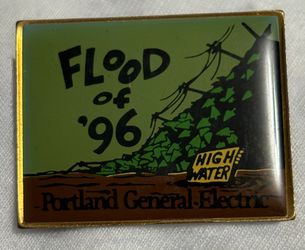 FLOOD
of
'96
HIGH
WATER
Portland General Electric